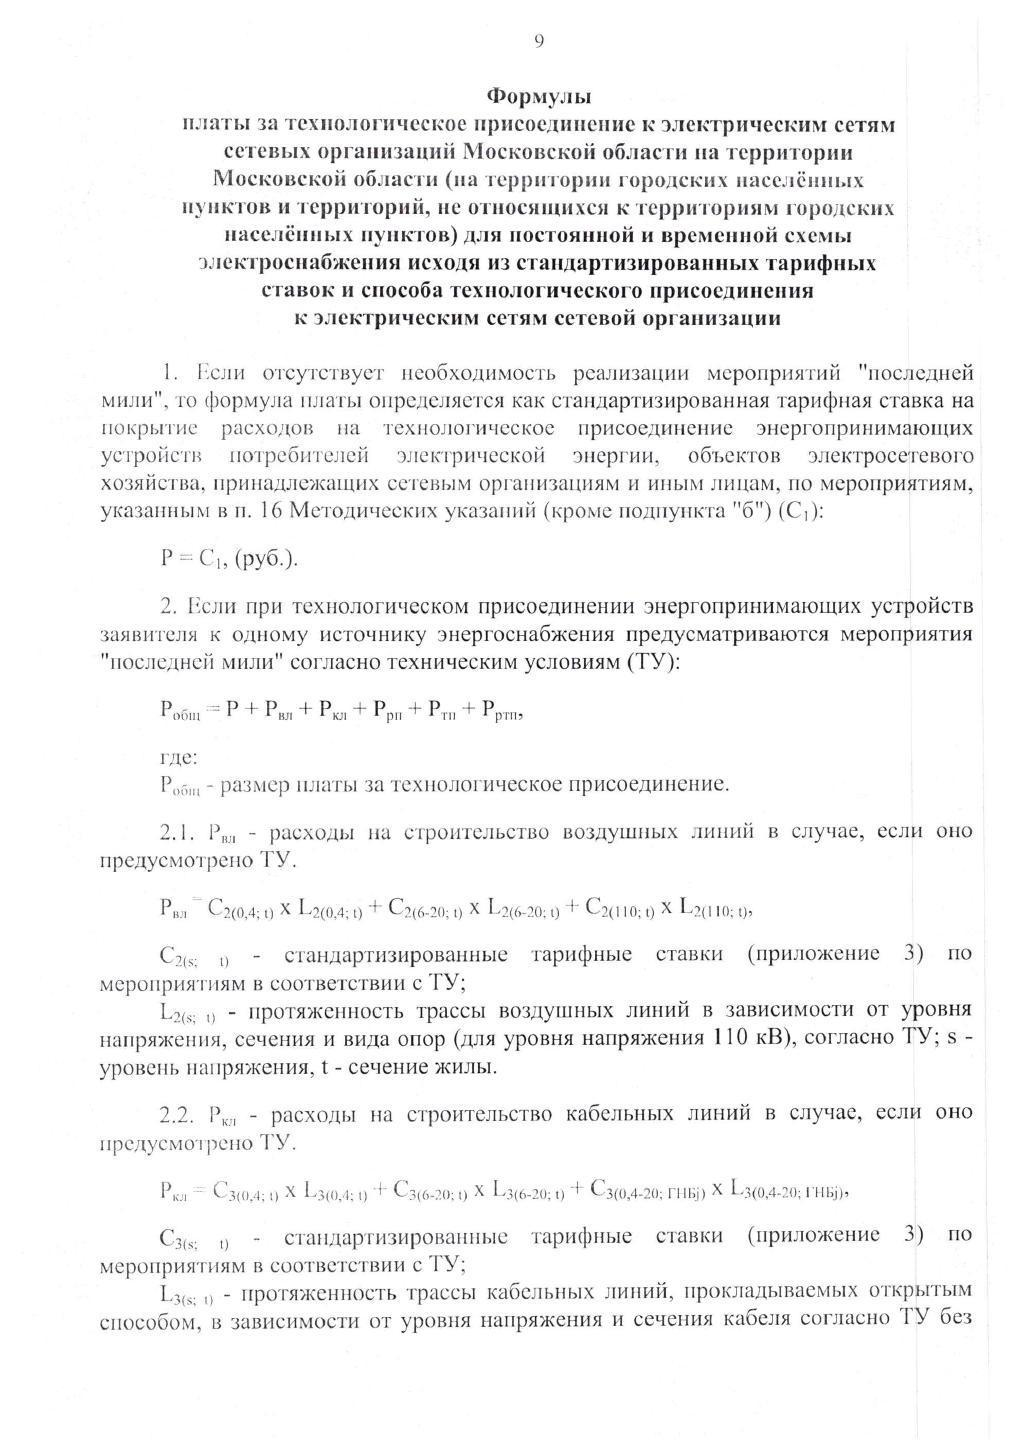 9
Формулы
платы за технологическое присоединение к электрическим сетям
сетевых организаций Московской области на территории
Московской области (на территории городских населённых
пунктов и территорий, не относящихся к территориям городских
населённых пунктов) для постоянной и временной схемы
электроснабжения исходя из стандартизированных тарифных
ставок и способа технологического присоединения
к электрическим сетям сетевой организации
1. Если отсутствует необходимость реализации мероприятий "последней
мили", то формула платы определяется как стандартизированная тарифная ставка на
покрытие расходов на технологическое присоединение энергопринимающих
устройств потребителей электрической энергии, объектов электросетевого
хозяйства, принадлежащих сетевым организациям и иным лицам, по мероприятиям,
указанным в п. 16 Методических указаний (кроме подпункта "б") (С1):
Р = С1, (руб.).
2. Если при технологическом присоединении энергопринимающих устройств
заявителя к одному источнику энергоснабжения предусматриваются мероприятия
"последней мили" согласно техническим условиям (ТУ):
Робщ = Р + Рвл + Ркл + Ррп + Ртп + Рртп,
где:
Робщ - размер платы за технологическое присоединение.
2.1. Рвл - расходы на строительство воздушных линий в случае, если оно
предусмотрено ТУ.
Рвл = С2(0,4; t) X L2(0,4; t) + С2(6-20; t) X L2(6-20; t) + С2(110; t) X L2(110; t),
С2(s; t) - стандартизированные тарифные ставки (приложение 3) по
мероприятиям в соответствии с ТУ;
L2(s; t) - протяженность трассы воздушных линий в зависимости от уровня
напряжения, сечения и вида опор (для уровня напряжения 110 кВ), согласно ТУ; s -
уровень напряжения, t - сечение жилы.
2.2. Ркл - расходы на строительство кабельных линий в случае, если оно
предусмотрено ТУ.
Ркл = С3(0,4; t) X L3(0,4; t) + С3(6-20; t) X L3(6-20; t) + С3(0,4-20; ГНБj) X L3(0,4-20; ГНБj),
С3(s; t) - стандартизированные тарифные ставки (приложение 3) по
мероприятиям в соответствии с ТУ;
L3(s; t) - протяженность трассы кабельных линий, прокладываемых открытым
способом, в зависимости от уровня напряжения и сечения кабеля согласно ТУ без